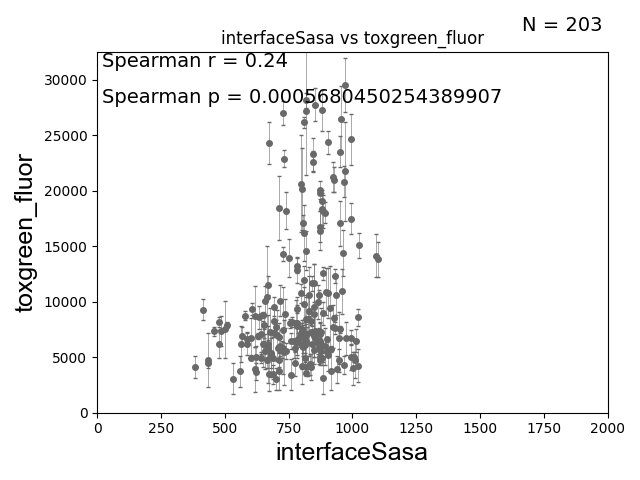 N = 203
interfaceSasa vs toxgreen_fluor
Spearman r = 0.24
Spearman p = 0.0005680450254389907
toxgreen_fluor
30000
25000
20000
15000
10000
5000
0
0 250 500 750 1000 1250 1500 1750 2000
interfaceSasa